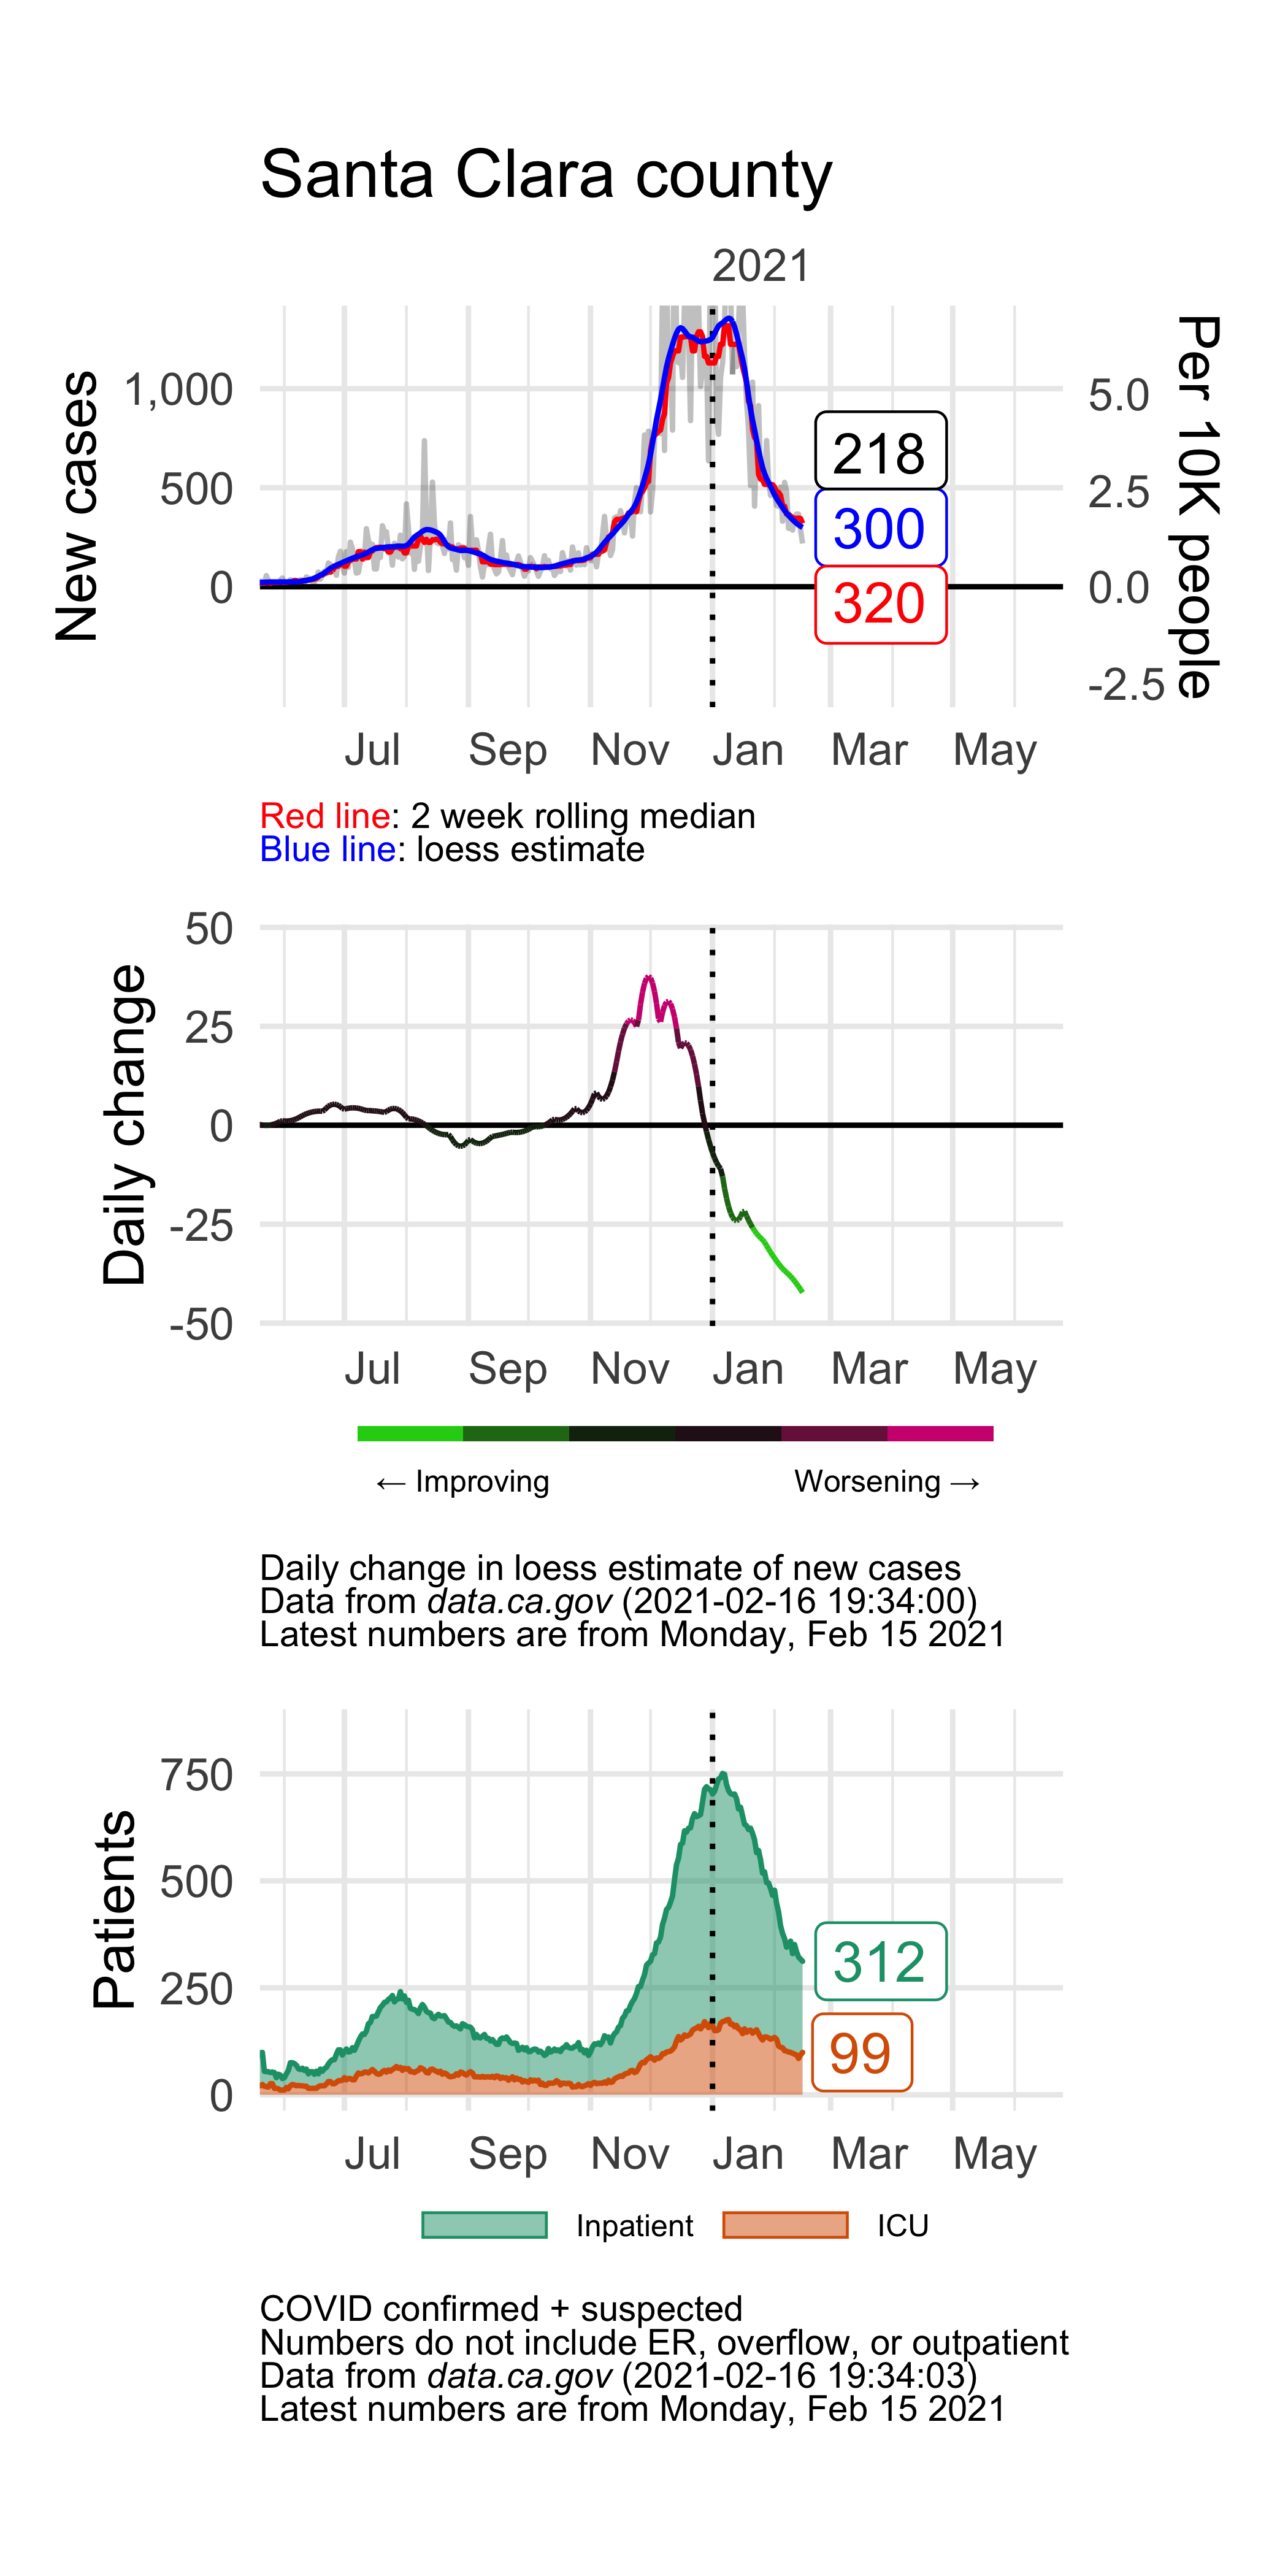 Santa Clara county
2021
New cases
1,000
500
0
5.0
2.5
0.0
-2.5
Per 10K people
218
300
320
Jul Sep Nov Jan Mar May
Red line: 2 week rolling median
Blue line: loess estimate
Daily change
50
25
0
-25
-50
Jul Sep Nov Jan Mar May
← Improving Worsening →
Daily change in loess estimate of new cases
Data from data.ca.gov (2021-02-16 19:34:00)
Latest numbers are from Monday, Feb 15 2021
Patients
750
500
250
0
312
99
Jul Sep Nov Jan Mar May
Inpatient ICU
COVID confirmed + suspected
Numbers do not include ER, overflow, or outpatient
Data from data.ca.gov (2021-02-16 19:34:03)
Latest numbers are from Monday, Feb 15 2021